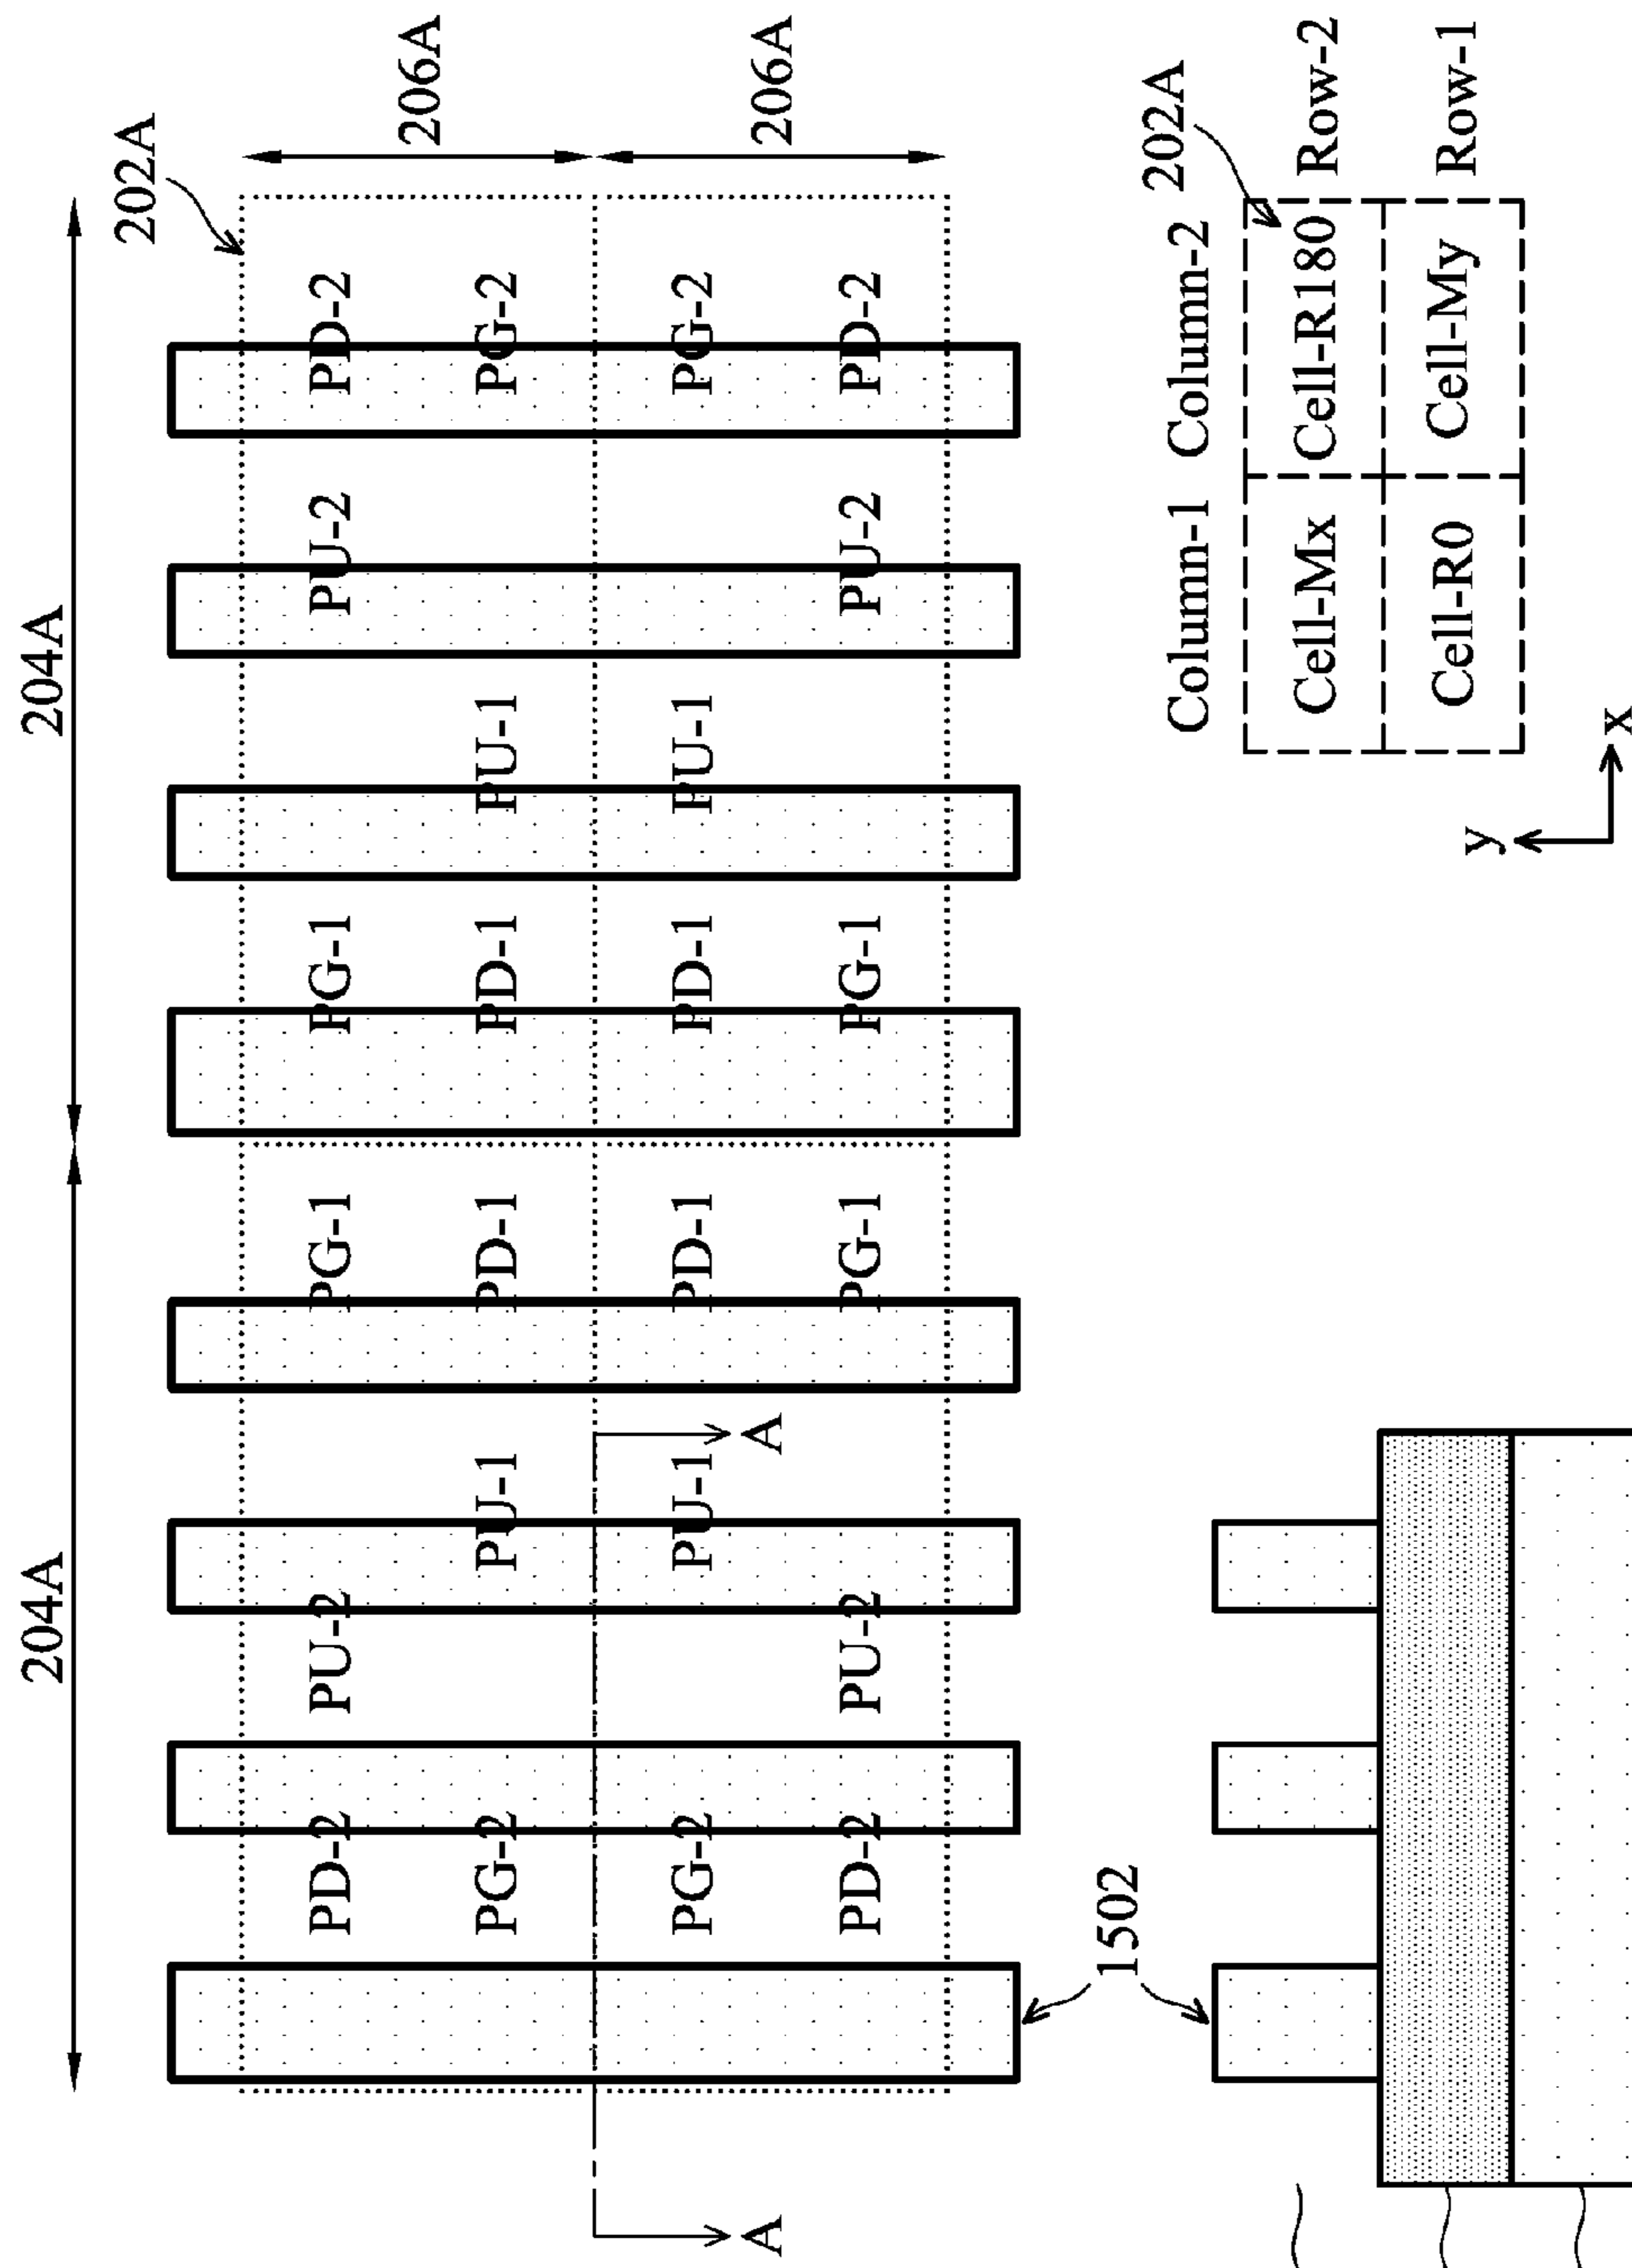 204A 204A
202A
PD-2 PU-2 PG-1 PG-1 PU-2 PD-2
206A
PG-2 PU-1 PD-1 PD-1 PU-1 PG-2
PG-2 PU-1 PD-1 PD-1 PU-1 PG-2
A A 206A
PD-2 PU-2 PG-1 PG-1 PU-2 PD-2
1502
Column-1 Column-2 202A
Cell-Mx Cell-R180 Row-2
Cell-R0 Cell-My Row-1
y
x